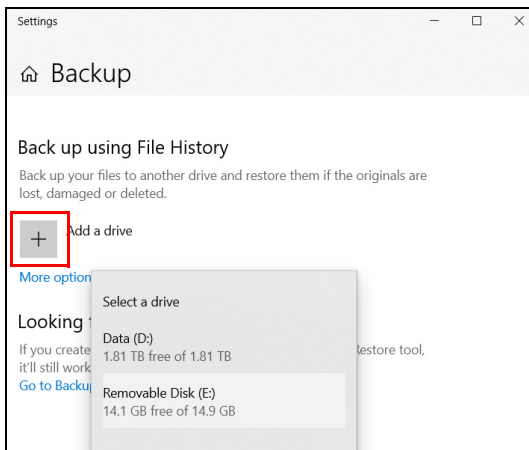 Settings
Backup
Back up using File History
Back up your files to another drive and restore them if the originals are
lost, damaged or deleted.
Add a drive
More option
Select a drive
Looking
Data (D:)
If you create
1.81 TB free of 1.81 TB
Restore tool,
it'll still work
Go to Backup
Removable Disk (E:)
14.1 GB free of 14.9 GB